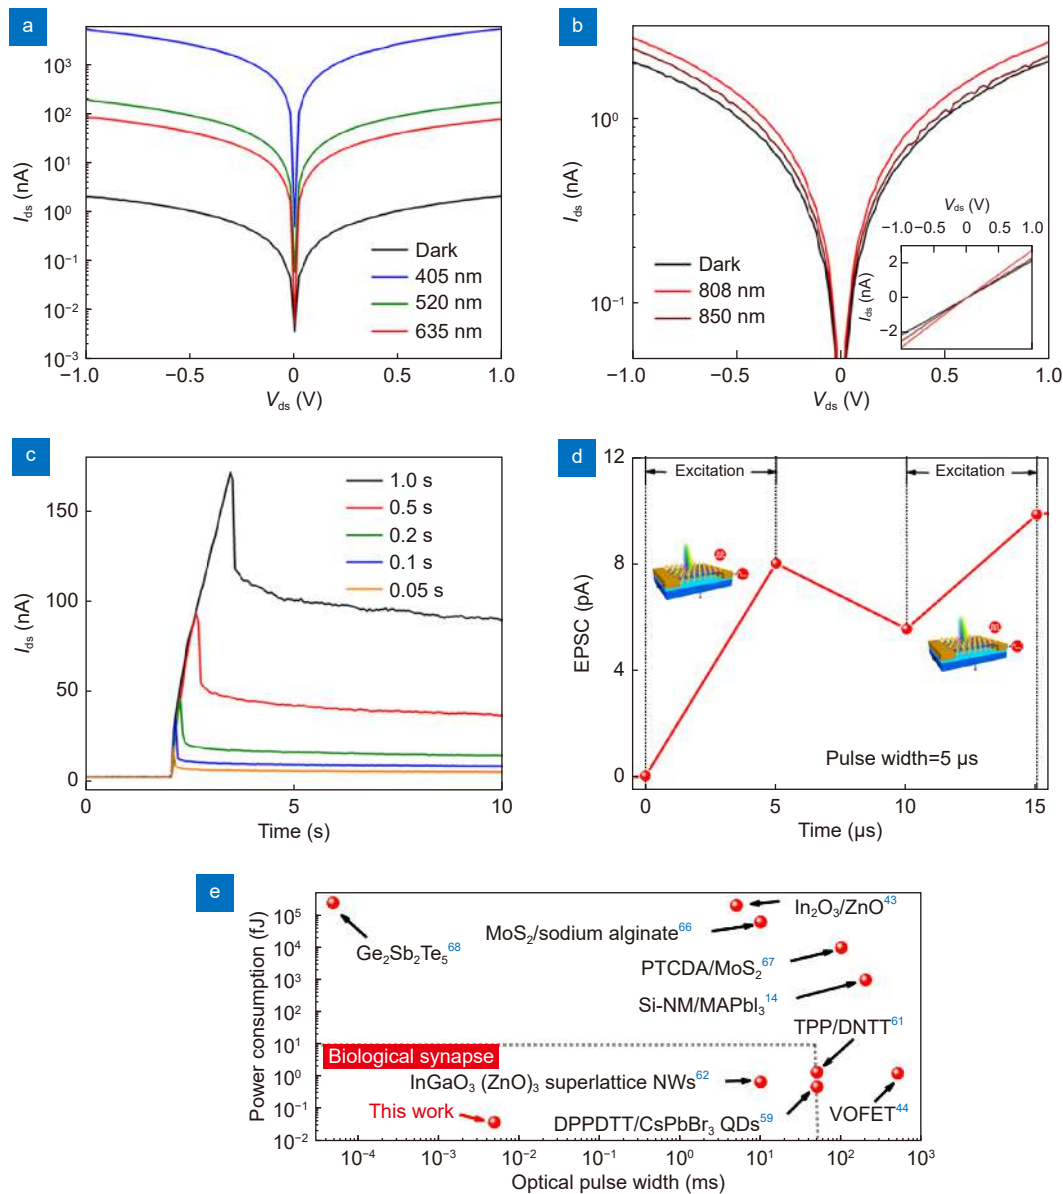 a
I_ds (nA)
10³
10²
10¹
10⁰
10⁻¹
10⁻²
10⁻³
Dark
405 nm
520 nm
635 nm
−1.0
−0.5
0
0.5
1.0
V_ds (V)
b
I_ds (nA)
10⁰
10⁻¹
Dark
808 nm
850 nm
V_ds (V)
−1.0
−0.5
0
0.5
1.0
I_ds (nA)
2
0
−2
−1.0
−0.5
0
0.5
1.0
V_ds (V)
c
I_ds (nA)
150
100
50
0
1.0 s
0.5 s
0.2 s
0.1 s
0.05 s
0
5
10
Time (s)
d
EPSC (pA)
12
8
4
0
Excitation
Excitation
Pulse width=5 μs
0
5
10
15
Time (μs)
e
Power consumption (fJ)
10⁵
10⁴
10³
10²
10¹
10⁰
10⁻¹
10⁻²
Ge₂Sb₂Te₅⁶⁸
In₂O₃/ZnO⁴³
MoS₂/sodium alginate⁶⁶
PTCDA/MoS₂⁶⁷
Si-NM/MAPbI₃¹⁴
TPP/DNTT⁶¹
Biological synapse
InGaO₃ (ZnO)₃ superlattice NWs⁶²
This work
DPPDTT/CsPbBr₃ QDs⁵⁹
VOFET⁴⁴
10⁻⁴
10⁻³
10⁻²
10⁻¹
10⁰
10¹
10²
10³
Optical pulse width (ms)